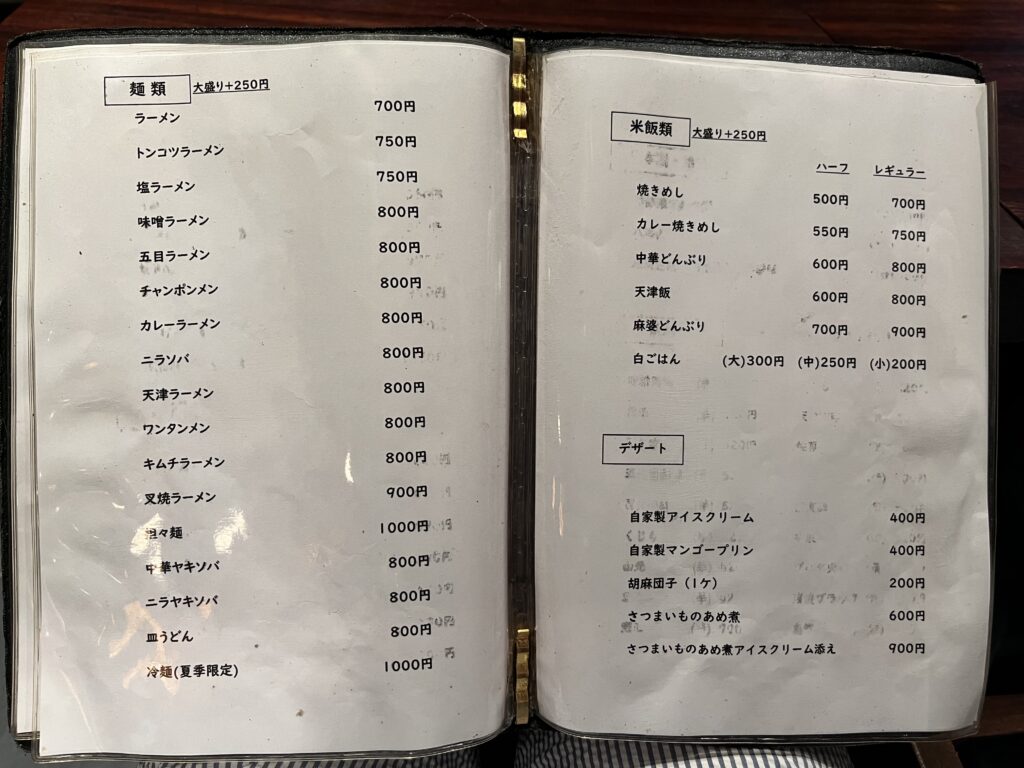 麺類 大盛り+250円
ラーメン 700円
トンコツラーメン 750円
塩ラーメン 750円
味噌ラーメン 800円
五目ラーメン 800円
チャンポンメン 800円
カレーラーメン 800円
ニラソバ 800円
天津ラーメン 800円
ワンタンメン 800円
キムチラーメン 800円
叉焼ラーメン 900円
担々麺 1000円
中華ヤキソバ 800円
ニラヤキソバ 800円
皿うどん 800円
冷麺(夏季限定) 1000円
米飯類 大盛り+250円
ハーフ レギュラー
焼きめし 500円 700円
カレー焼きめし 550円 750円
中華どんぶり 600円 800円
天津飯 600円 800円
麻婆どんぶり 700円 900円
白ごはん (大)300円 (中)250円 (小)200円
デザート
自家製アイスクリーム 400円
自家製マンゴープリン 400円
胡麻団子(1ケ) 200円
さつまいものあめ煮 600円
さつまいものあめ煮アイスクリーム添え 900円